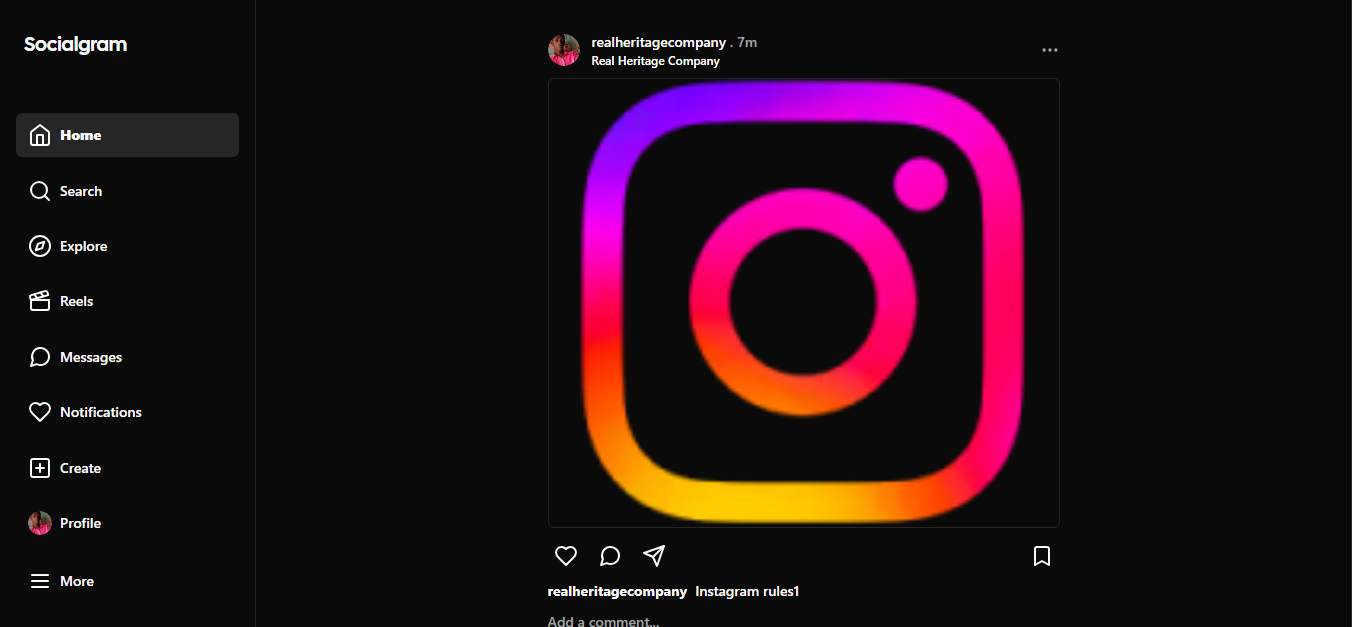 Socialgram
Home
Search
Explore
Reels
Messages
Notifications
Create
Profile
More
realheritagecompany . 7m
Real Heritage Company
realheritagecompany Instagram rules1
Add a comment...